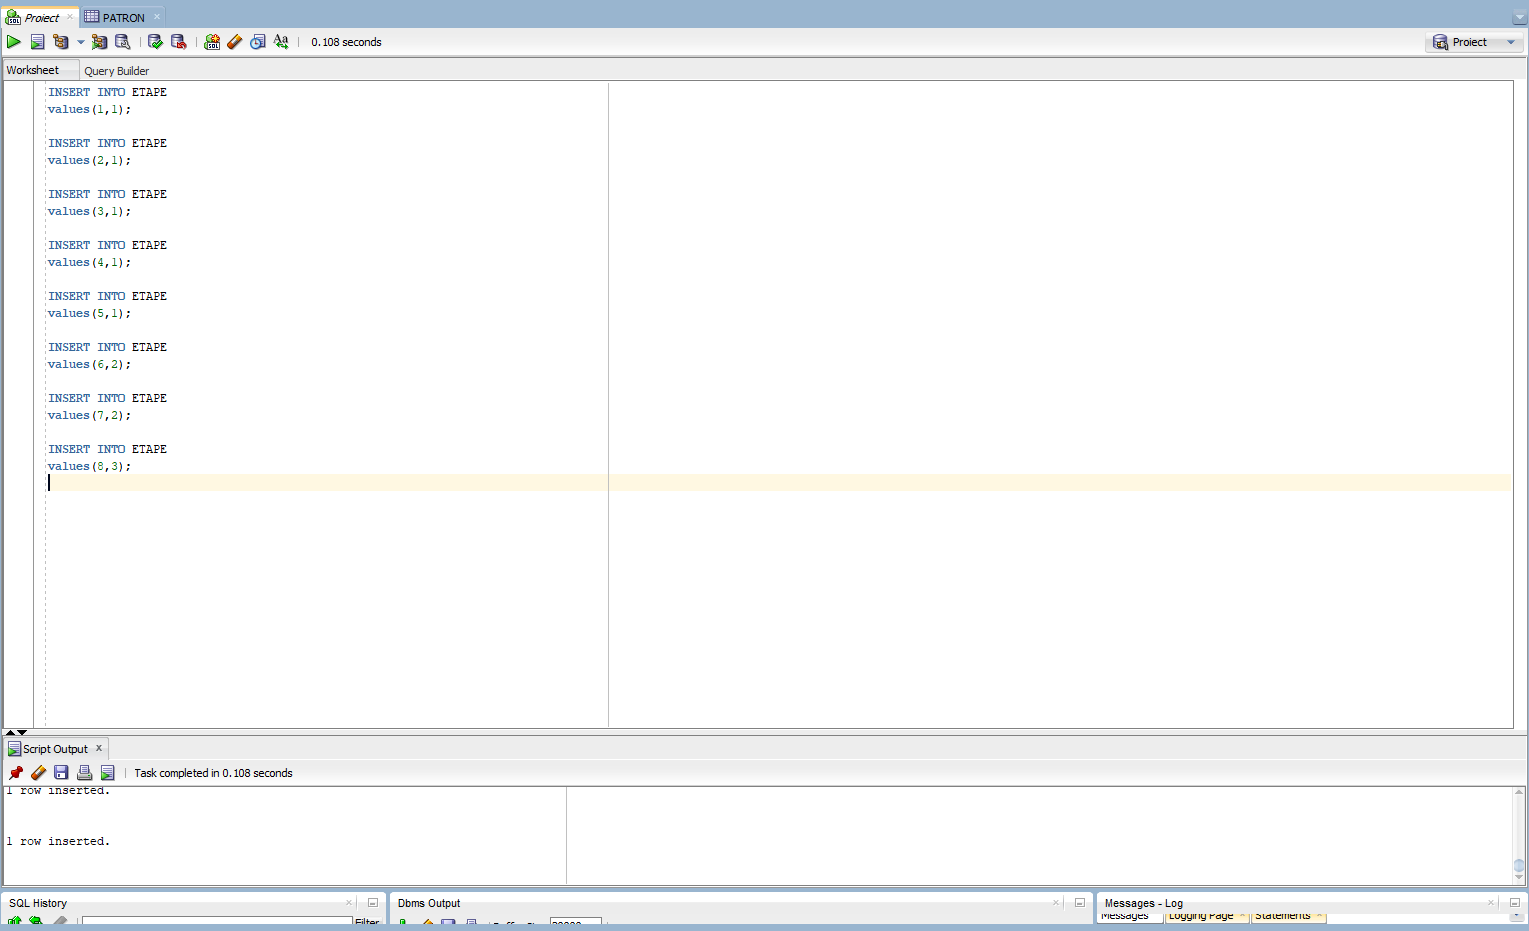 Project PATRON
0.108 seconds
Project
Worksheet Query Builder
INSERT INTO ETAPE
values(1,1);
INSERT INTO ETAPE
values(2,1);
INSERT INTO ETAPE
values(3,1);
INSERT INTO ETAPE
values(4,1);
INSERT INTO ETAPE
values(5,1);
INSERT INTO ETAPE
values(6,2);
INSERT INTO ETAPE
values(7,2);
INSERT INTO ETAPE
values(8,3);
Script Output x
Task completed in 0.108 seconds
1 row inserted.
1 row inserted.
SQL History
Filter
Dbms Output
Messages - Log
Messages Logging Page Statements